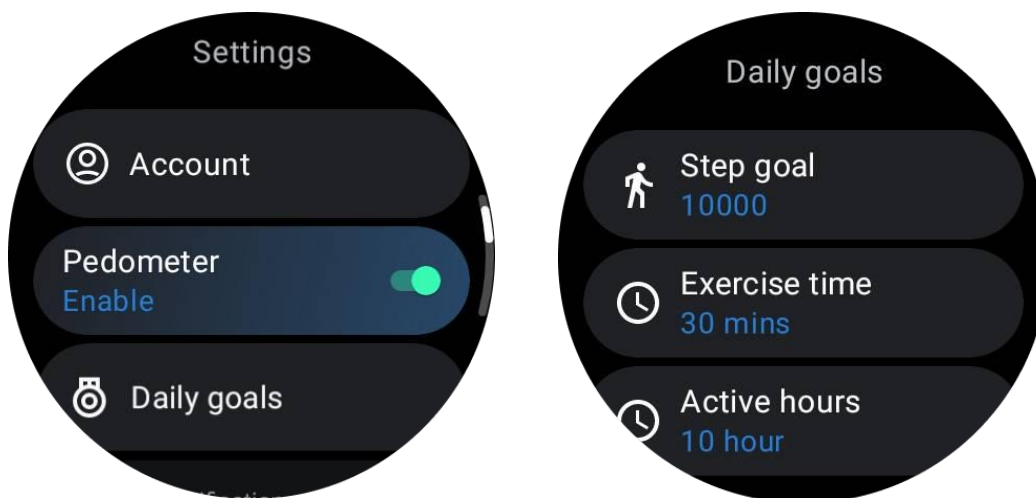 Settings
Account
Pedometer
Enable
Daily goals
Daily goals
Step goal
10000
Exercise time
30 mins
Active hours
10 hour